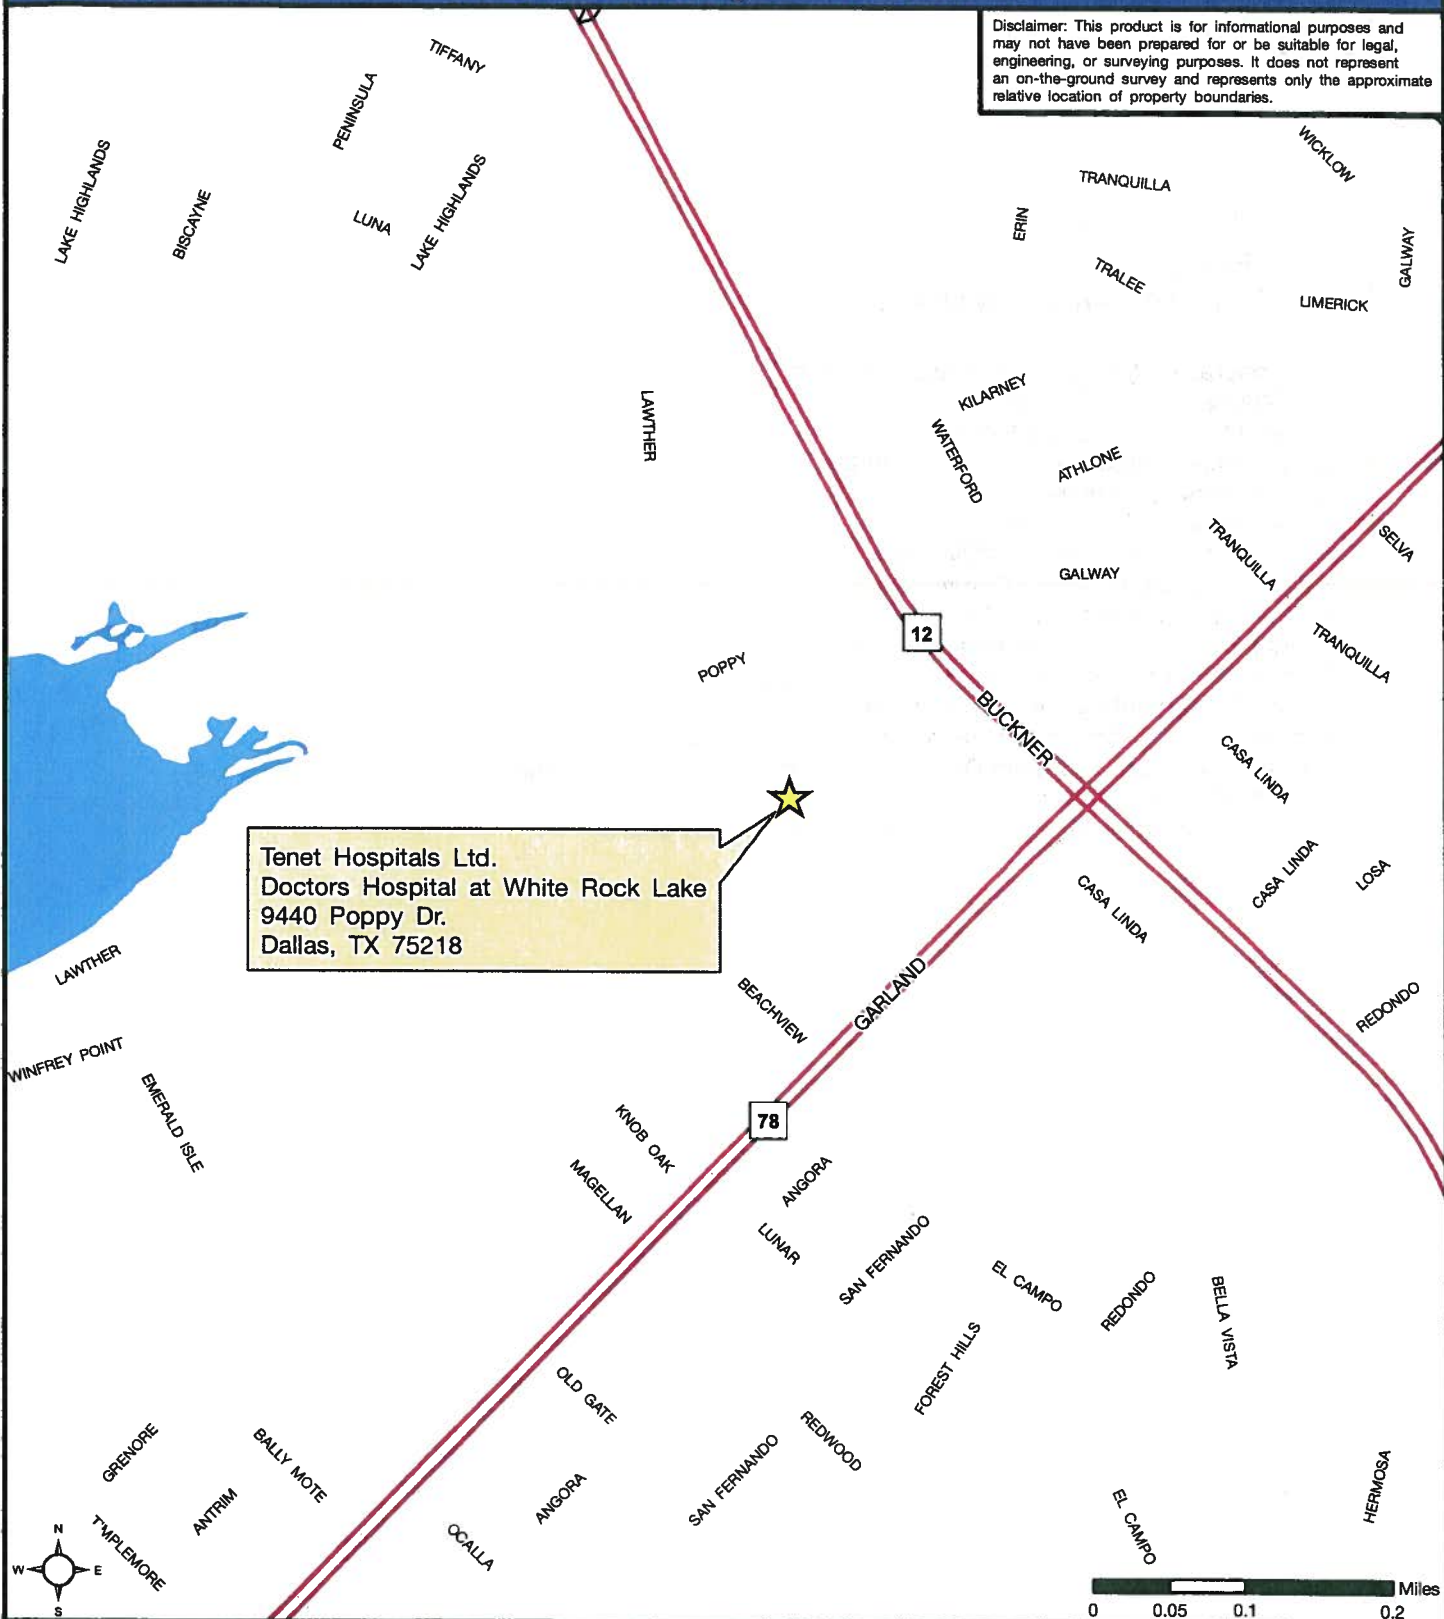 Disclaimer: This product is for informational purposes and
may not have been prepared for or be suitable for legal,
engineering, or surveying purposes. It does not represent
an on-the-ground survey and represents only the approximate
relative location of property boundaries.
TIFFANY
PENINSULA
LAKE HIGHLANDS
BISCAYNE
LUNA
LAKE HIGHLANDS
WICKLOW
TRANQUILLA
ERIN
GALWAY
TRALEE
LIMERICK
LAWTHER
KILARNEY
WATERFORD
ATHLONE
TRANQUILLA
SELVA
GALWAY
12
TRANQUILLA
POPPY
BUCKNER
CASA LINDA
Tenet Hospitals Ltd.
Doctors Hospital at White Rock Lake
9440 Poppy Dr.
Dallas, TX 75218
CASA LINDA
LOSA
CASA LINDA
LAWTHER
GARLAND
BEACHVIEW
REDONDO
WINFREY POINT
EMERALD ISLE
78
KNOB OAK
MAGELLAN
ANGORA
LUNAR
SAN FERNANDO
EL CAMPO
REDONDO
BELLA VISTA
FOREST HILLS
OLD GATE
REDWOOD
GRENORE
BALLY MOTE
SAN FERNANDO
ANTRIM
ANGORA
HERMOSA
T'MPLEMORE
OCALLA
EL CAMPO
N
W E
S
Miles
0 0.05 0.1 0.2